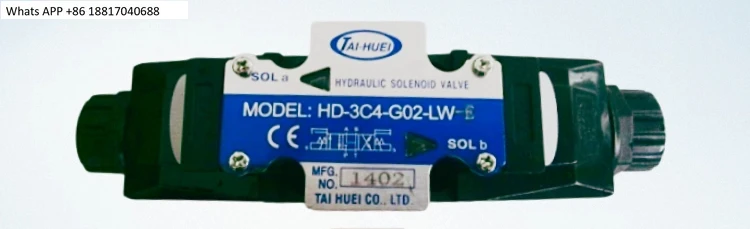 Whats APP +86 18817040688
TAI-HUEI
SOL a
HYDRAULIC SOLENOID VALVE
MODEL: HD-3C4-G02-LW-E
CE
SOL b
MFG. NO. 1402
TAI HUEI CO., LTD